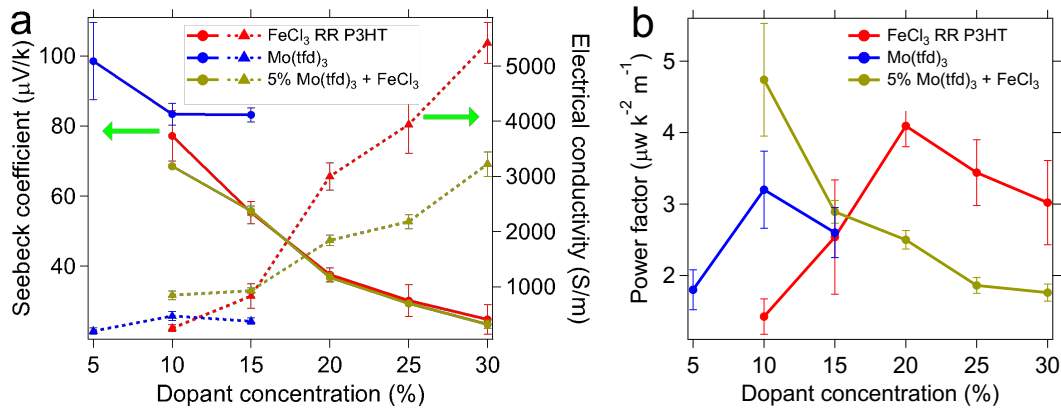 a
FeCl₃ RR P3HT
Mo(tfd)₃
5% Mo(tfd)₃ + FeCl₃
Seebeck coefficient (μV/k)
100
80
60
40
Electrical conductivity (S/m)
5000
4000
3000
2000
1000
5 10 15 20 25 30
Dopant concentration (%)
b
FeCl₃ RR P3HT
Mo(tfd)₃
5% Mo(tfd)₃ + FeCl₃
Power factor (μw k⁻² m⁻¹)
5
4
3
2
5 10 15 20 25 30
Dopant concentration (%)